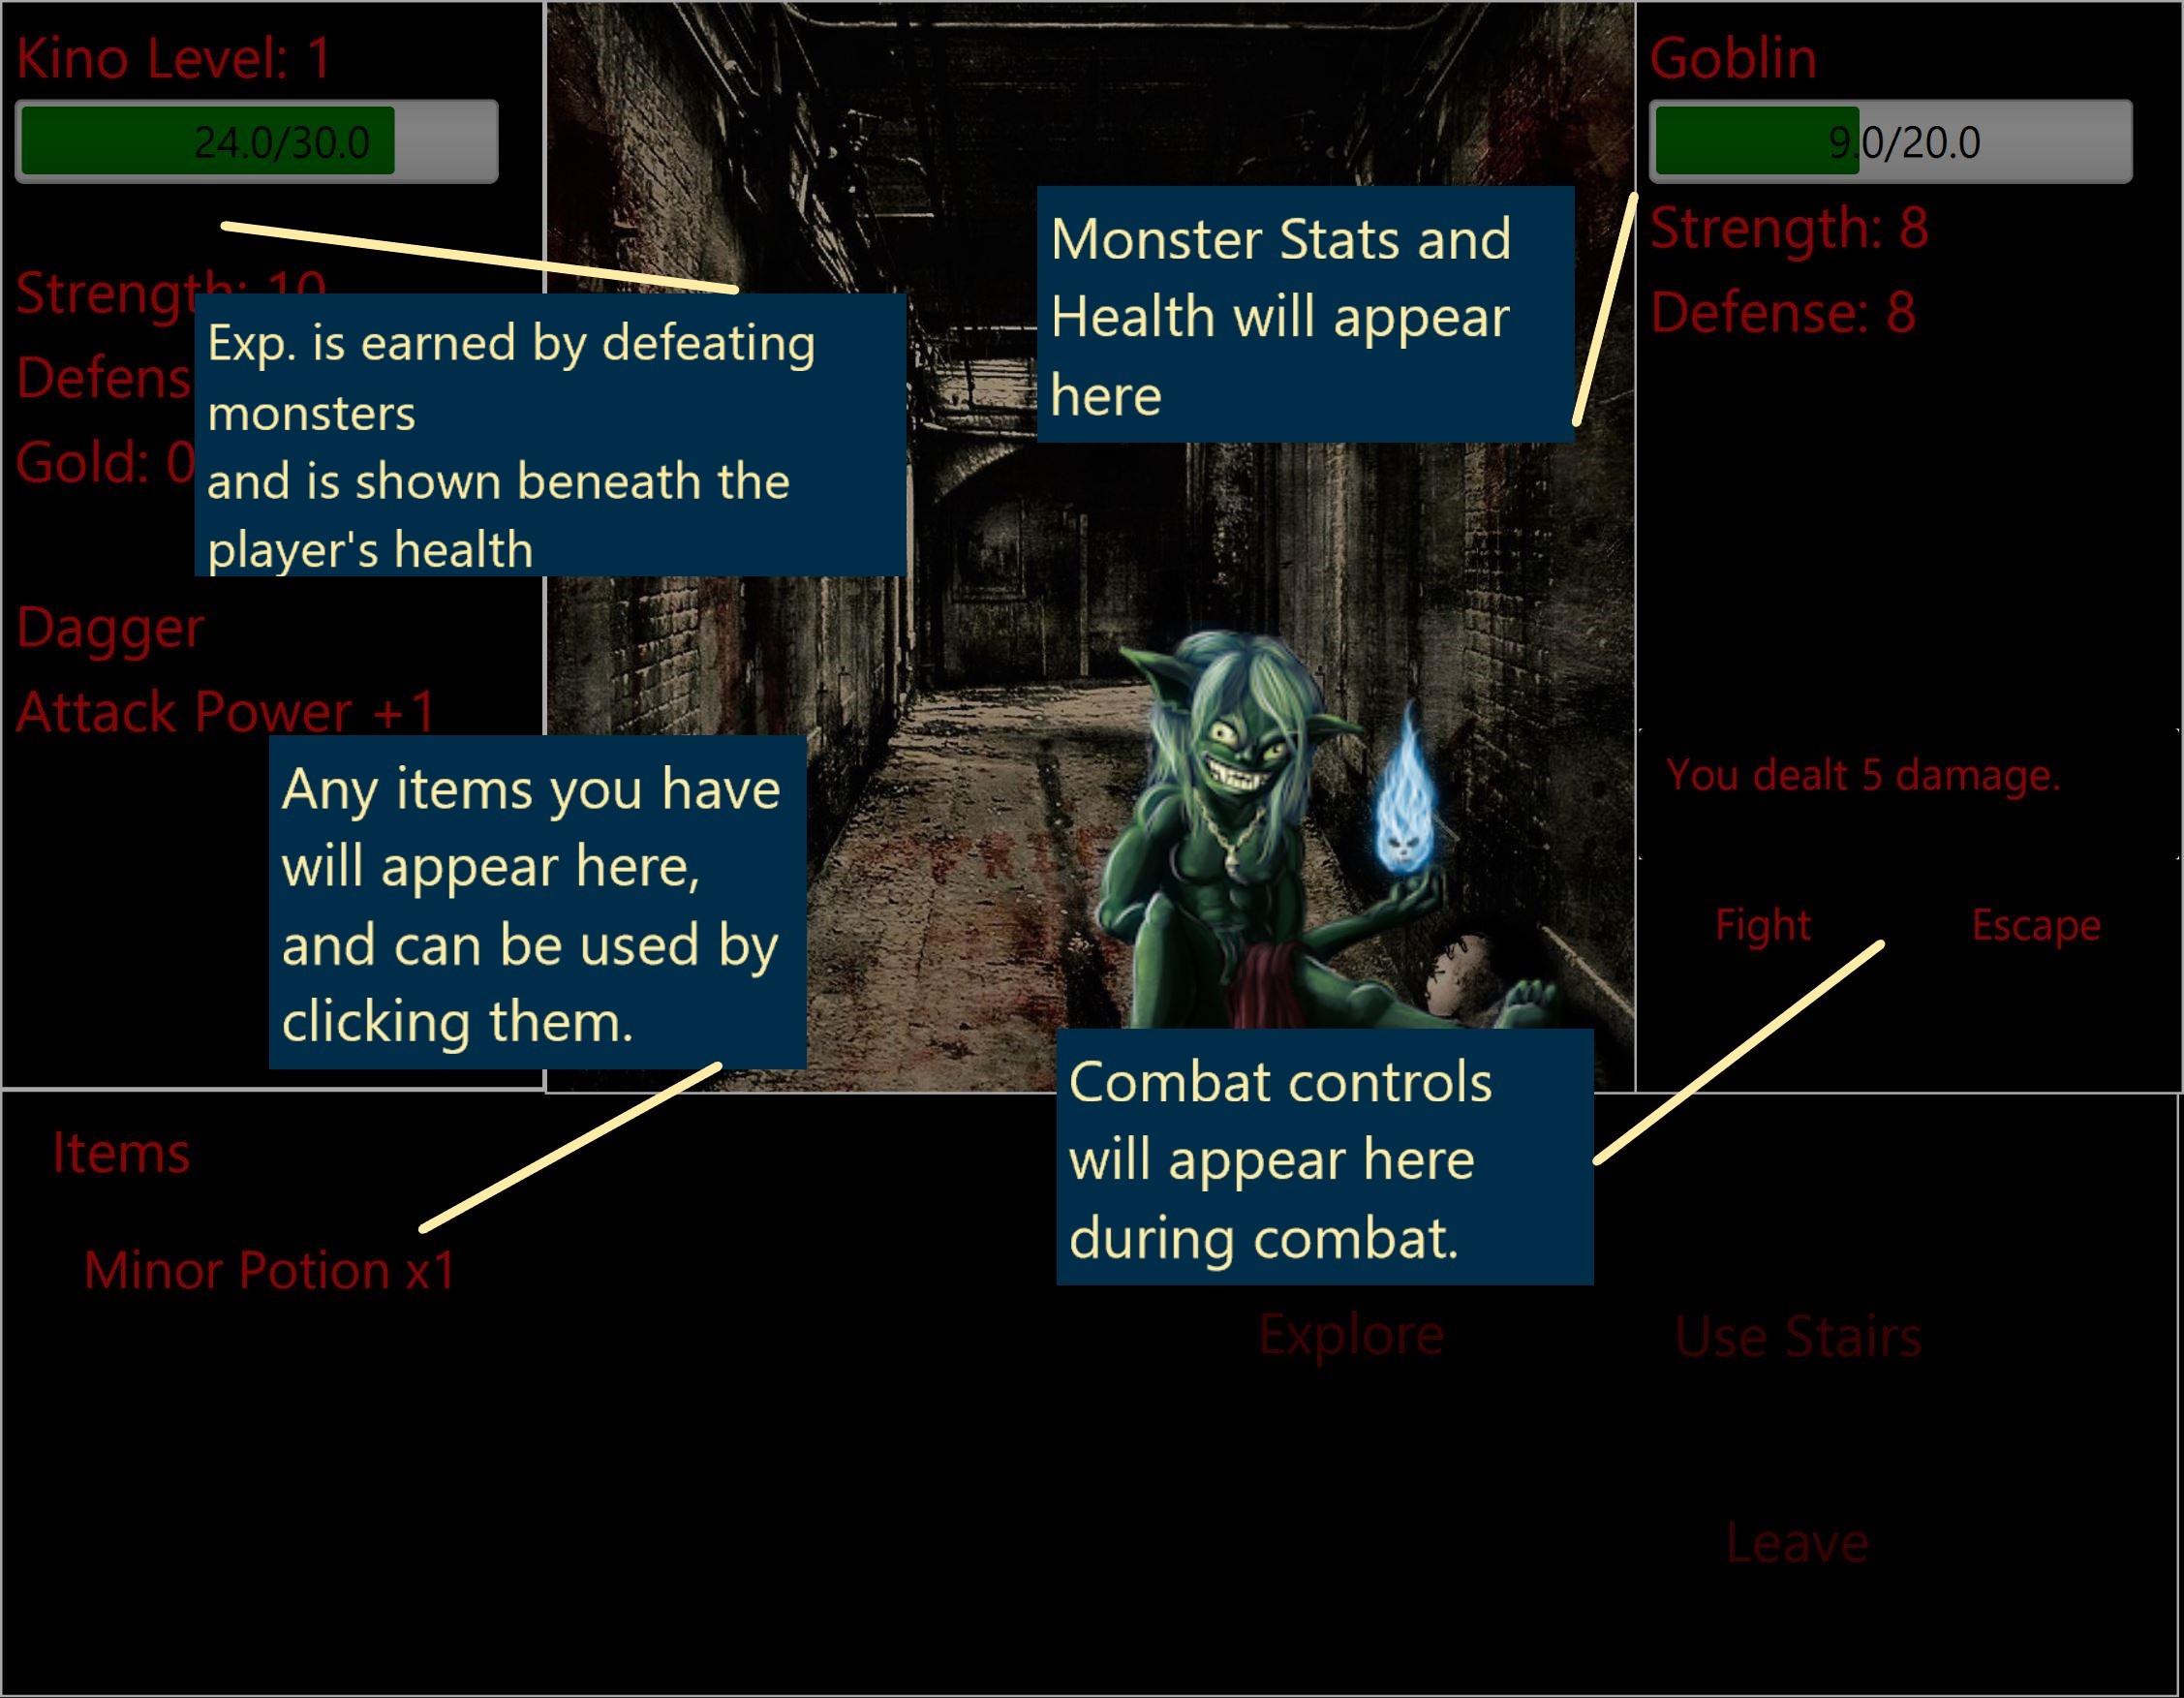 Kino Level: 1
24.0/30.0
Strength: 10
Defens
Gold: 0
Dagger
Attack Power +1
Exp. is earned by defeating
monsters
and is shown beneath the
player's health
Any items you have
will appear here,
and can be used by
clicking them.
Monster Stats and
Health will appear
here
Goblin
9.0/20.0
Strength: 8
Defense: 8
You dealt 5 damage.
Fight Escape
Combat controls
will appear here
during combat.
Items
Minor Potion x1
Explore Use Stairs
Leave